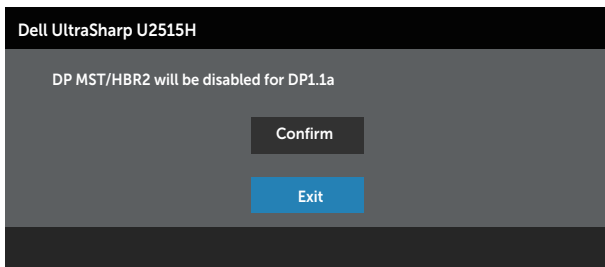 Dell UltraSharp U2515H
DP MST/HBR2 will be disabled for DP1.1a
Confirm
Exit